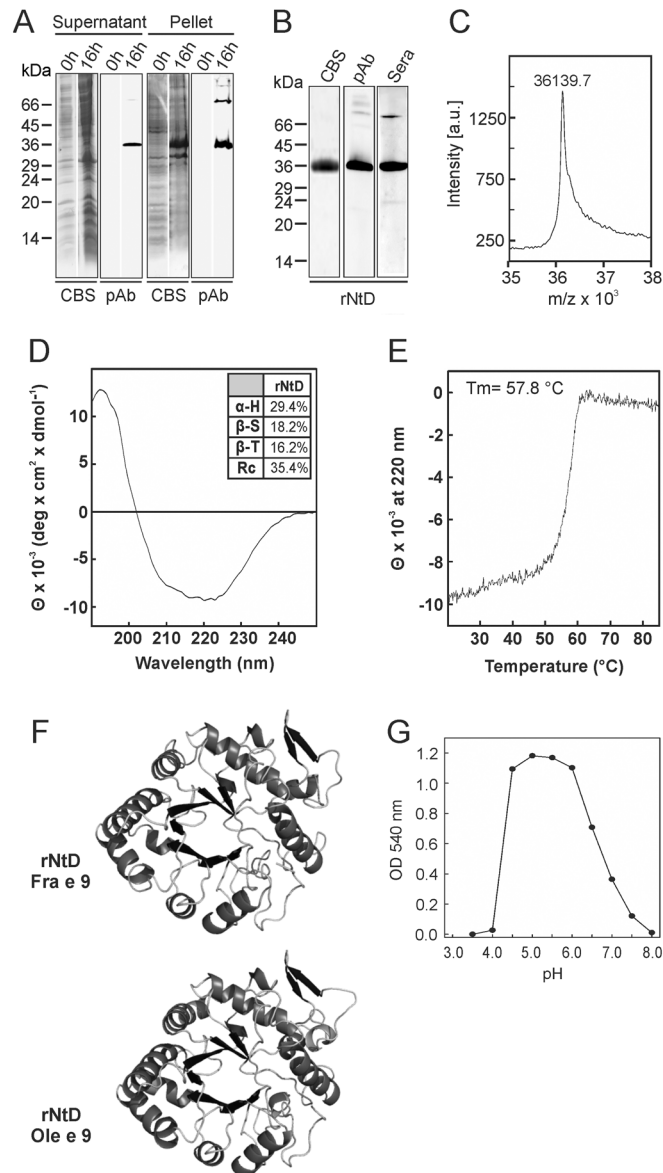 A
Supernatant Pellet
0h 16h 0h 16h 0h 16h 0h 16h
kDa
66
45
36
29
24
20
14
CBS pAb CBS pAb
B
CBS pAb Sera
kDa
66
45
36
29
24
20
14
rNtD
C
36139.7
Intensity [a.u.]
1250
750
250
35 36 37 38
m/z x 10³
D
rNtD
α-H 29.4%
β-S 18.2%
β-T 16.2%
Rc 35.4%
Θ x 10⁻³ (deg x cm² x dmol⁻¹)
10
5
0
-5
-10
200 210 220 230 240
Wavelength (nm)
E
Tm= 57.8 °C
Θ x 10⁻³ at 220 nm
0
-2
-4
-6
-8
-10
30 40 50 60 70 80
Temperature (°C)
F
rNtD
Fra e 9
rNtD
Ole e 9
G
OD 540 nm
1.2
1.0
0.8
0.6
0.4
0.2
0.0
3.0 4.0 5.0 6.0 7.0 8.0
pH